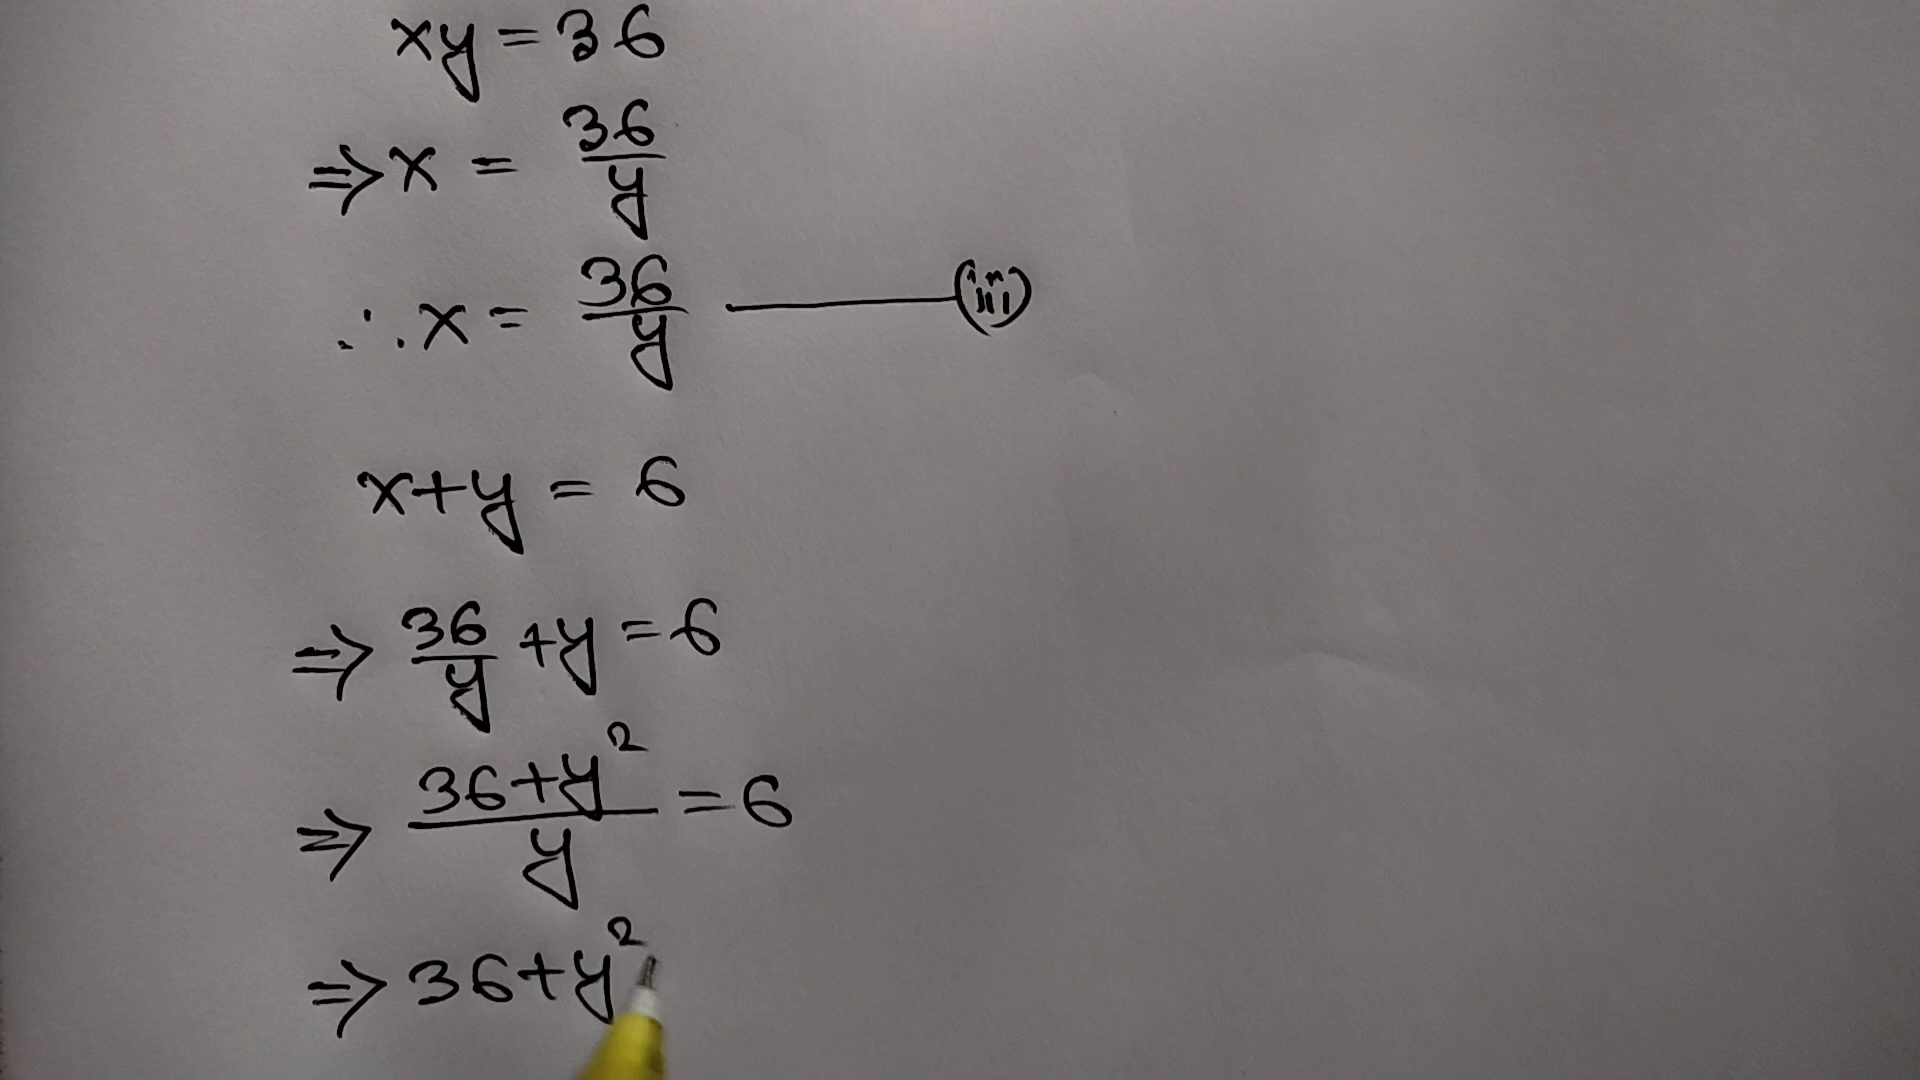 xy = 36
⇒ x = 36/y
∴ x = 36/y ——— (iii)
x+y = 6
⇒ 36/y + y = 6
⇒ (36+y²)/y = 6
⇒ 36+y²